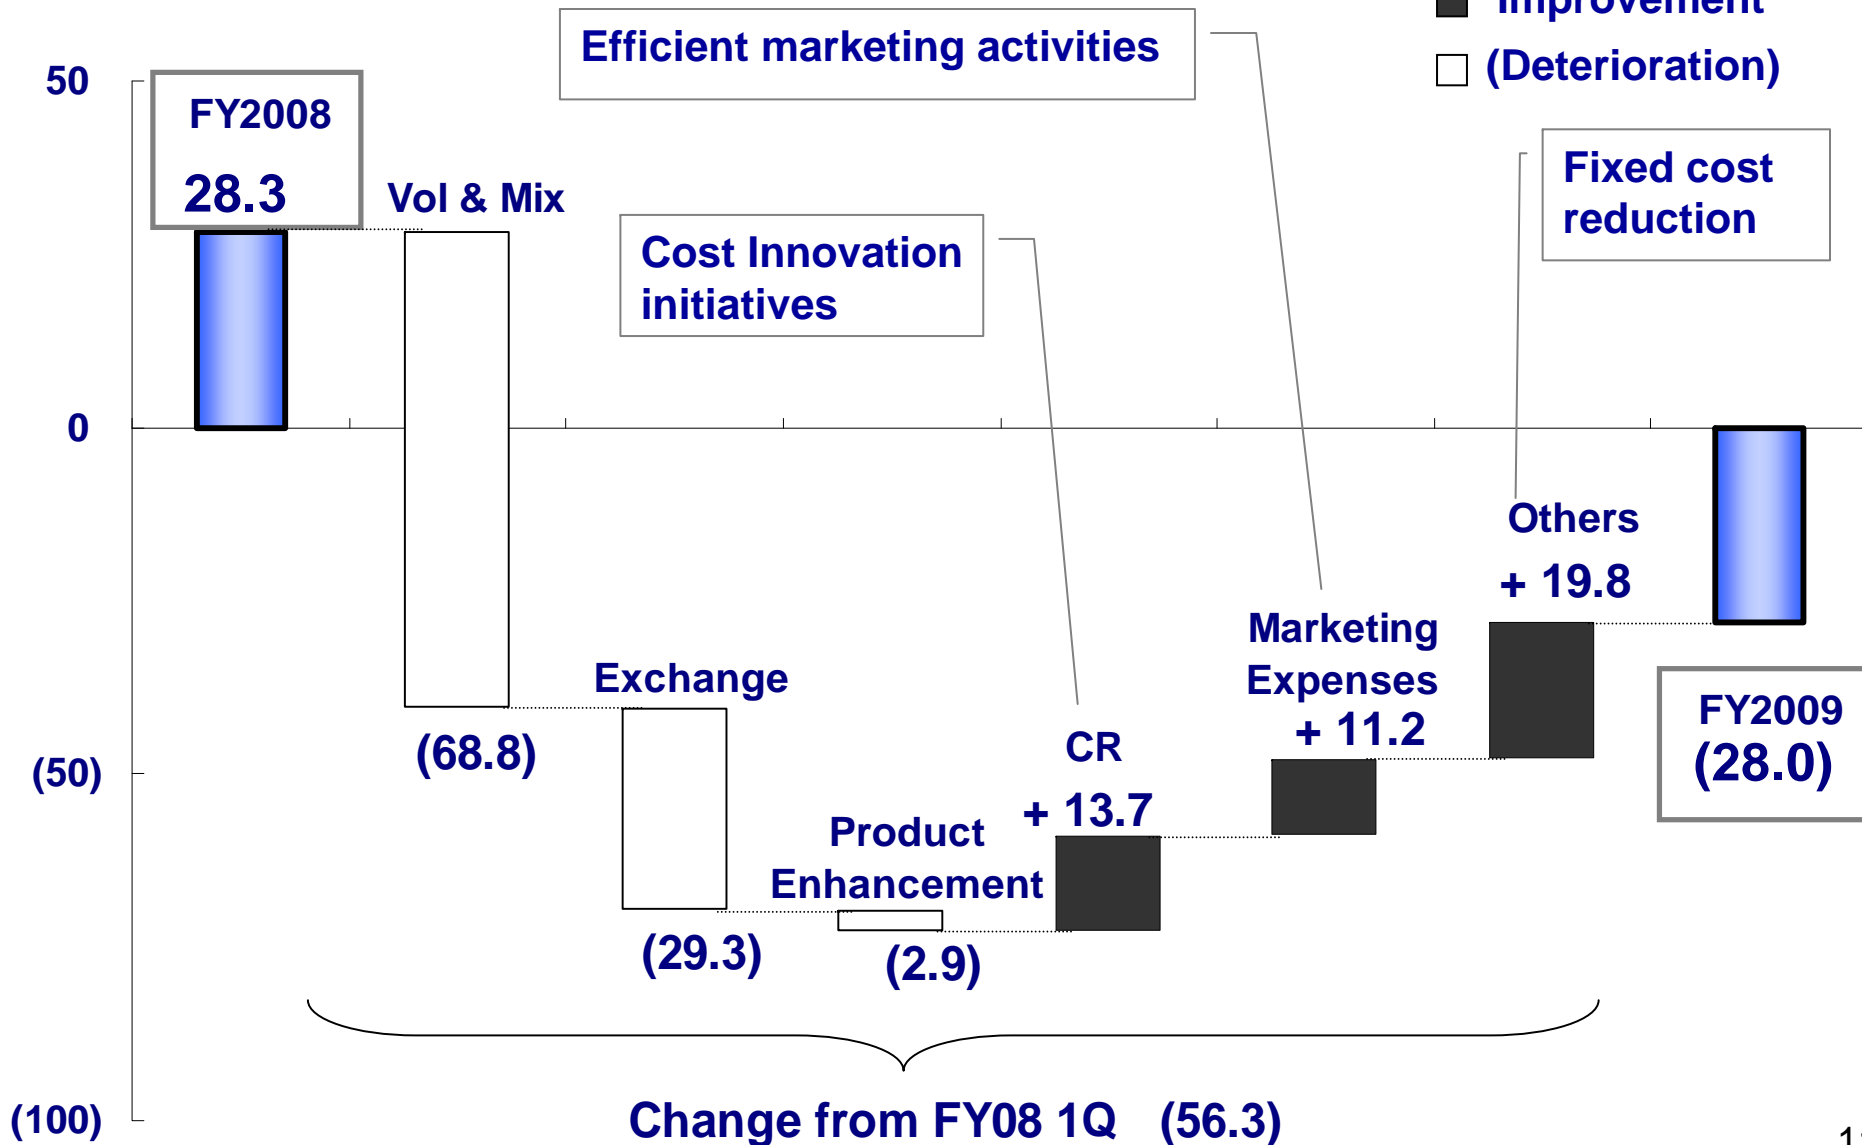 Improvement
(Deterioration)
Efficient marketing activities
50
FY2008
28.3
Vol & Mix
Fixed cost
reduction
Cost Innovation
initiatives
0
Others
+ 19.8
Marketing
Expenses
+ 11.2
Exchange
FY2009
(28.0)
CR
+ 13.7
(50)
(68.8)
Product
Enhancement
(29.3)
(2.9)
(100)
Change from FY08 1Q (56.3)